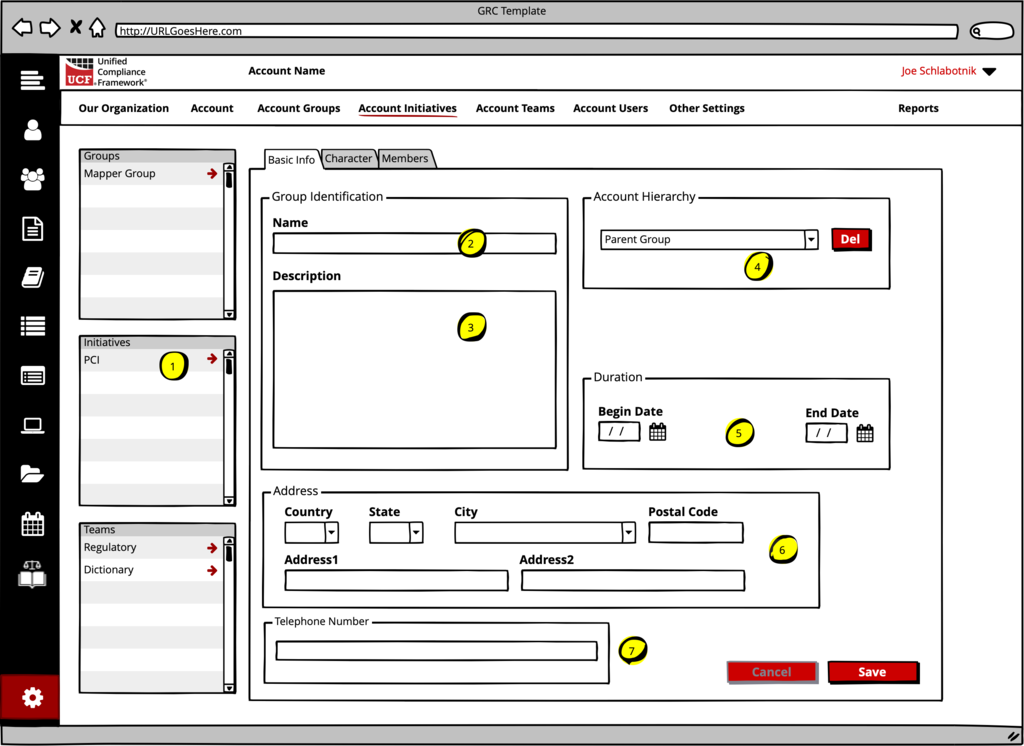 GRC Template
http://URLGoesHere.com
Unified
Compliance
Framework®
UCF
Account Name
Joe Schlabotnik
Our Organization Account Account Groups Account Initiatives Account Teams Account Users Other Settings Reports
Groups
Mapper Group
Initiatives
PCI
1
Teams
Regulatory
Dictionary
Basic Info Character Members
Group Identification
Name
2
Description
3
Account Hierarchy
Parent Group
Del
4
Duration
Begin Date End Date
/ / / /
5
Address
Country State City Postal Code
6
Address1 Address2
Telephone Number
7
Cancel Save